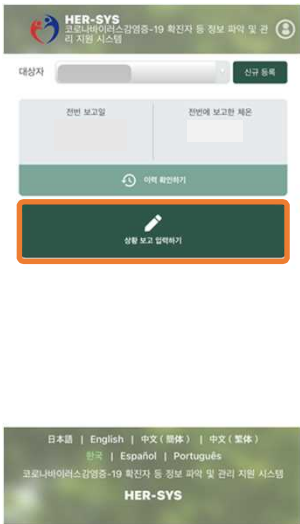 HER-SYS
코로나바이러스감염증-19 확진자 등 정보 파악 및 관
리 지원 시스템
대상자
신규 등록
전번 보고일
전번에 보고한 체온
이력 확인하기
상황 보고 입력하기
日本語 | English | 中文（簡体） | 中文（繁体）
한국 | Español | Português
코로나바이러스감염증-19 확진자 등 정보 파악 및 관리 지원 시스템
HER-SYS